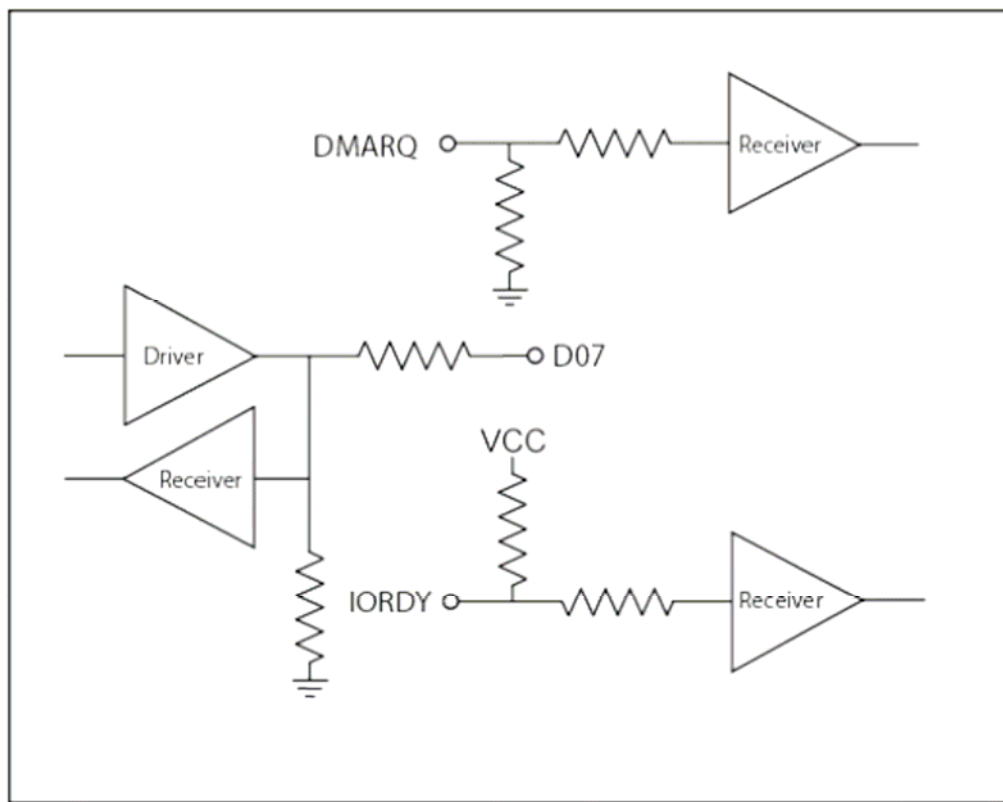 DMARQ
Receiver
Driver
D07
Receiver
VCC
IORDY
Receiver